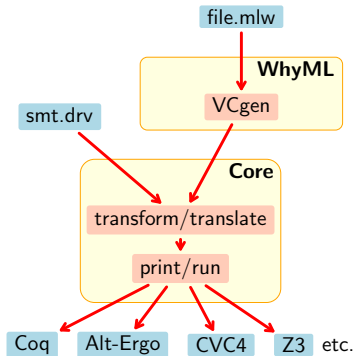 file.mlw
WhyML
VCgen
smt.drv
Core
transform/translate
print/run
Coq Alt-Ergo CVC4 Z3 etc.